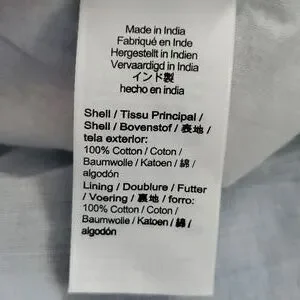 Made in India
Fabriqué en Inde
Hergestellt in Indien
Vervaardigd in India
インド製
hecho en india
Shell / Tissu Principal /
Shell / Bovenstof / 表地 /
tela exterior:
100% Cotton / Coton /
Baumwolle / Katoen / 綿 /
algodón
Lining / Doublure / Futter
/ Voering / 裏地 / forro:
100% Cotton / Coton /
Baumwolle / Katoen / 綿 /
algodón